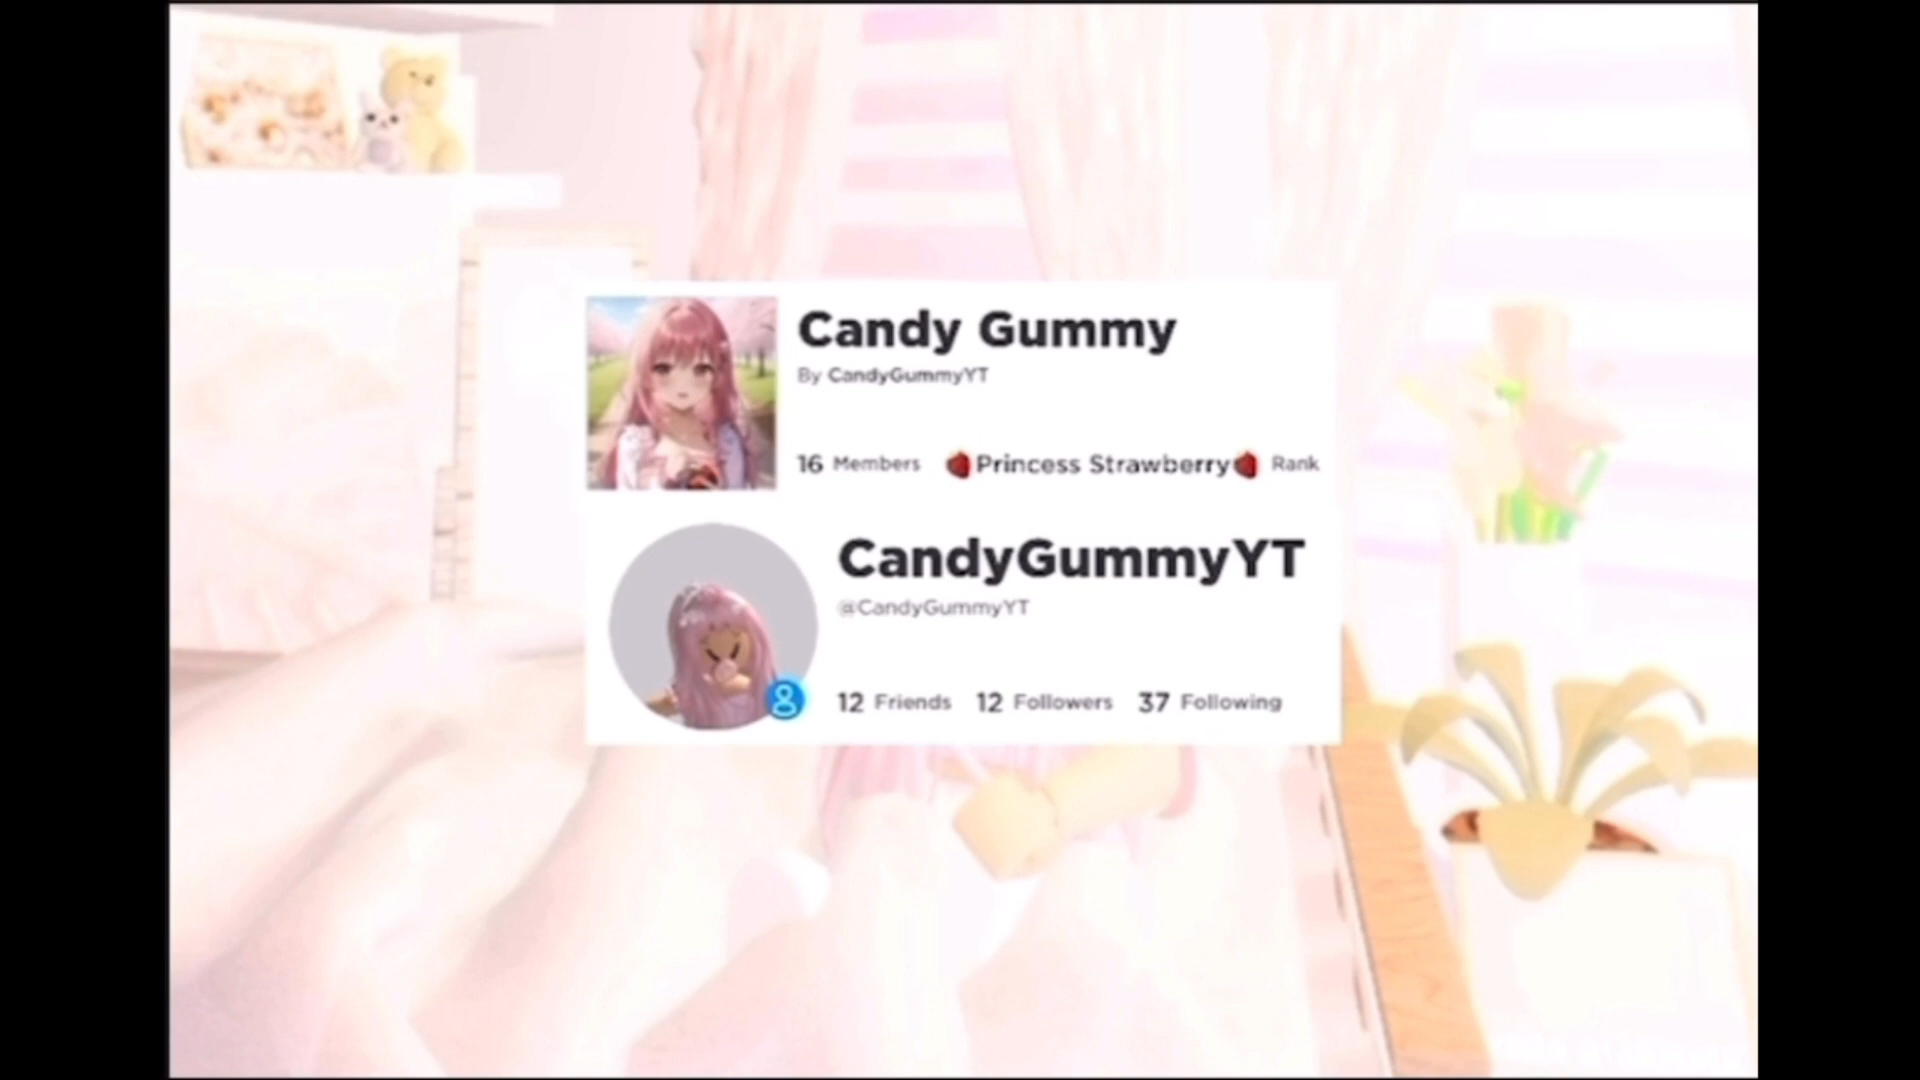 Candy Gummy
By CandyGummyYT
16 Members 🍓Princess Strawberry🍓 Rank
CandyGummyYT
@CandyGummyYT
12 Friends 12 Followers 37 Following